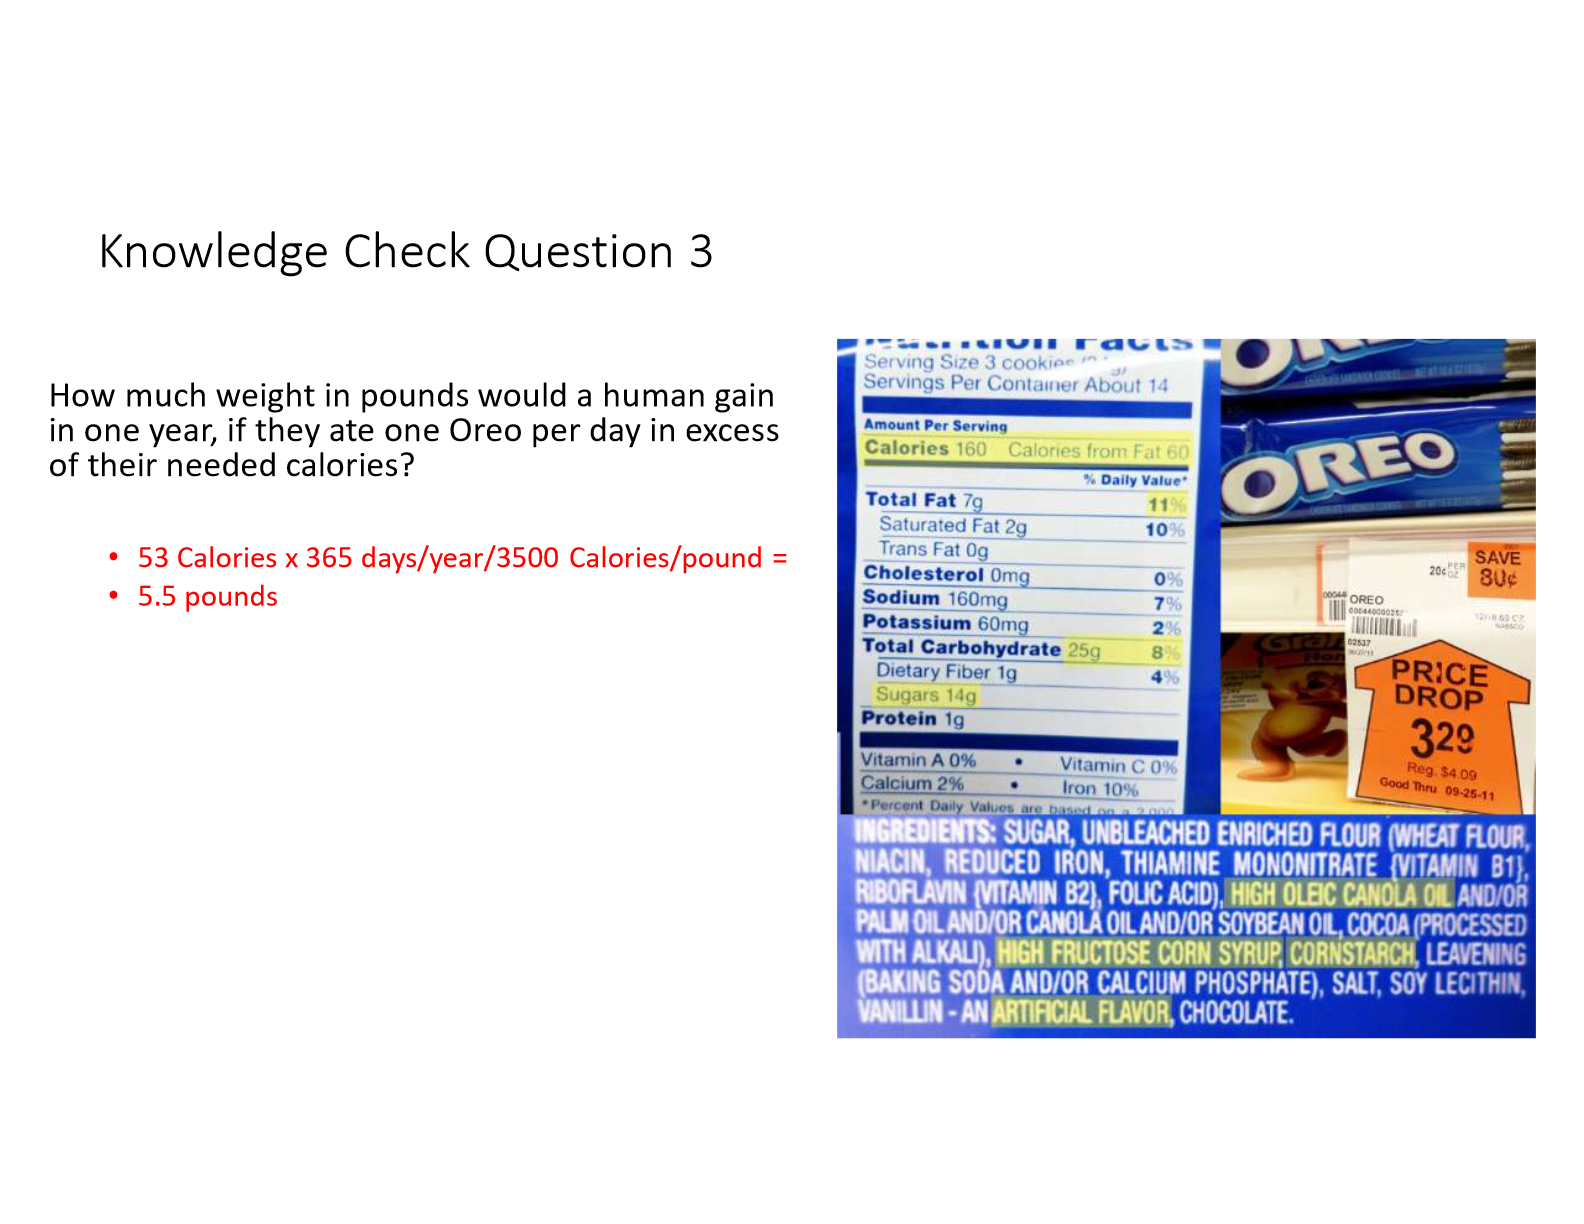 Knowledge Check Question 3
How much weight in pounds would a human gain
in one year, if they ate one Oreo per day in excess
of their needed calories?
• 53 Calories x 365 days/year/3500 Calories/pound =
• 5.5 pounds
Nutrition Facts
Serving Size 3 cookies
Servings Per Container About 14
Amount Per Serving
Calories 160 Calories from Fat 60
% Daily Value*
Total Fat 7g 11%
Saturated Fat 2g 10%
Trans Fat 0g
Cholesterol 0mg 0%
Sodium 160mg 7%
Potassium 60mg 2%
Total Carbohydrate 25g 8%
Dietary Fiber 1g 4%
Sugars 14g
Protein 1g
Vitamin A 0% • Vitamin C 0%
Calcium 2% • Iron 10%
*Percent Daily Values are based on a 2,000
OREO
OREO
20¢ PER OZ
SAVE
80¢
OREO
02537
PRICE
DROP
3 29
Reg. $4.09
Good Thru 09-25-11
INGREDIENTS: SUGAR, UNBLEACHED ENRICHED FLOUR (WHEAT FLOUR,
NIACIN, REDUCED IRON, THIAMINE MONONITRATE {VITAMIN B1},
RIBOFLAVIN {VITAMIN B2}, FOLIC ACID), HIGH OLEIC CANOLA OIL AND/OR
PALM OIL AND/OR CANOLA OIL AND/OR SOYBEAN OIL, COCOA (PROCESSED
WITH ALKALI), HIGH FRUCTOSE CORN SYRUP, CORNSTARCH, LEAVENING
(BAKING SODA AND/OR CALCIUM PHOSPHATE), SALT, SOY LECITHIN,
VANILLIN - AN ARTIFICIAL FLAVOR, CHOCOLATE.